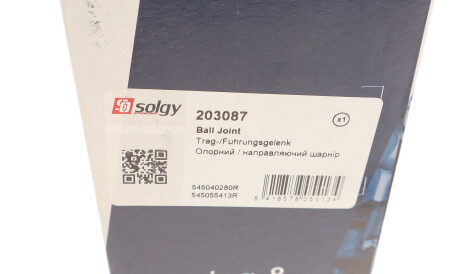 solgy
203087
x1
Ball Joint
Trag-/Führungsgelenk
Опорний / направляючий шарнір
545040280R
545055413R